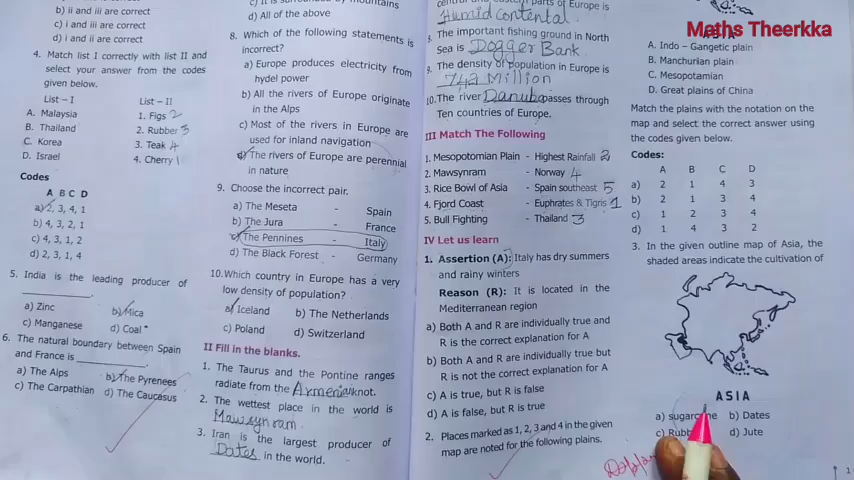 b) ii and iii are correct
c) i and iii are correct
d) i and ii are correct
4. Match list I correctly with list II and
select your answer from the codes
given below.
List – I List – II
A. Malaysia 1. Figs 2
B. Thailand 2. Rubber 3
C. Korea 3. Teak 4
D. Israel 4. Cherry 1
Codes
A B C D
a) 2, 3, 4, 1
b) 4, 3, 2, 1
c) 4, 3, 1, 2
d) 2, 3, 1, 4
5. India is the leading producer of
____________.
a) Zinc b) Mica
c) Manganese d) Coal
6. The natural boundary between Spain
and France is ____________
a) The Alps b) The Pyrenees
c) The Carpathian d) The Caucasus
mountains
d) All of the above
8. Which of the following statements is
incorrect?
a) Europe produces electricity from
hydel power
b) All the rivers of Europe originate
in the Alps
c) Most of the rivers in Europe are
used for inland navigation
d) The rivers of Europe are perennial
in nature
9. Choose the incorrect pair.
a) The Meseta - Spain
b) The Jura - France
c) The Pennines - Italy
d) The Black Forest - Germany
10. Which country in Europe has a very
low density of population?
a) Iceland b) The Netherlands
c) Poland d) Switzerland
II Fill in the blanks.
1. The Taurus and the Pontine ranges
radiate from the Armenia knot.
2. The wettest place in the world is
Mawsynram
3. Iran is the largest producer of
Dates in the world.
parts of Europe is
Humid Contental
8. The important fishing ground in North
Sea is Dogger Bank
9. The density of population in Europe is
742 Million
10. The river Danube passes through
Ten countries of Europe.
III Match The Following
1. Mesopotomian Plain - Highest Rainfall 2
2. Mawsynram - Norway 4
3. Rice Bowl of Asia - Spain southeast 5
4. Fjord Coast - Euphrates & Tigris 1
5. Bull Fighting - Thailand 3
IV Let us learn
1. Assertion (A): Italy has dry summers
and rainy winters
Reason (R): It is located in the
Mediterranean region
a) Both A and R are individually true and
R is the correct explanation for A
b) Both A and R are individually true but
R is not the correct explanation for A
c) A is true, but R is false
d) A is false, but R is true
2. Places marked as 1, 2, 3 and 4 in the given
map are noted for the following plains.
Maths Theerkka
A. Indo – Gangetic plain
B. Manchurian plain
C. Mesopotamian
D. Great plains of China
Match the plains with the notation on the
map and select the correct answer using
the codes given below.
Codes:
A B C D
a) 2 1 4 3
b) 2 1 3 4
c) 1 2 3 4
d) 1 4 3 2
3. In the given outline map of Asia, the
shaded areas indicate the cultivation of
ASIA
a) sugarcane b) Dates
c) d) Jute